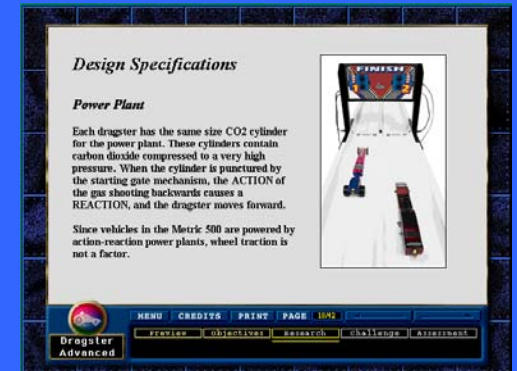 Design Specifications
Power Plant
Each dragster has the same size CO2 cylinder
for the power plant. These cylinders contain
carbon dioxide compressed to a very high
pressure. When the cylinder is punctured by
the starting gate mechanism, the ACTION of
the gas shooting backwards causes a
REACTION, and the dragster moves forward.
Since vehicles in the Metric 500 are powered by
action-reaction power plants, wheel traction is
not a factor.
FINISH
1 2
MENU CREDITS PRINT PAGE 10/42
Preview Objectives Research Challenge Assessment
Dragster
Advanced